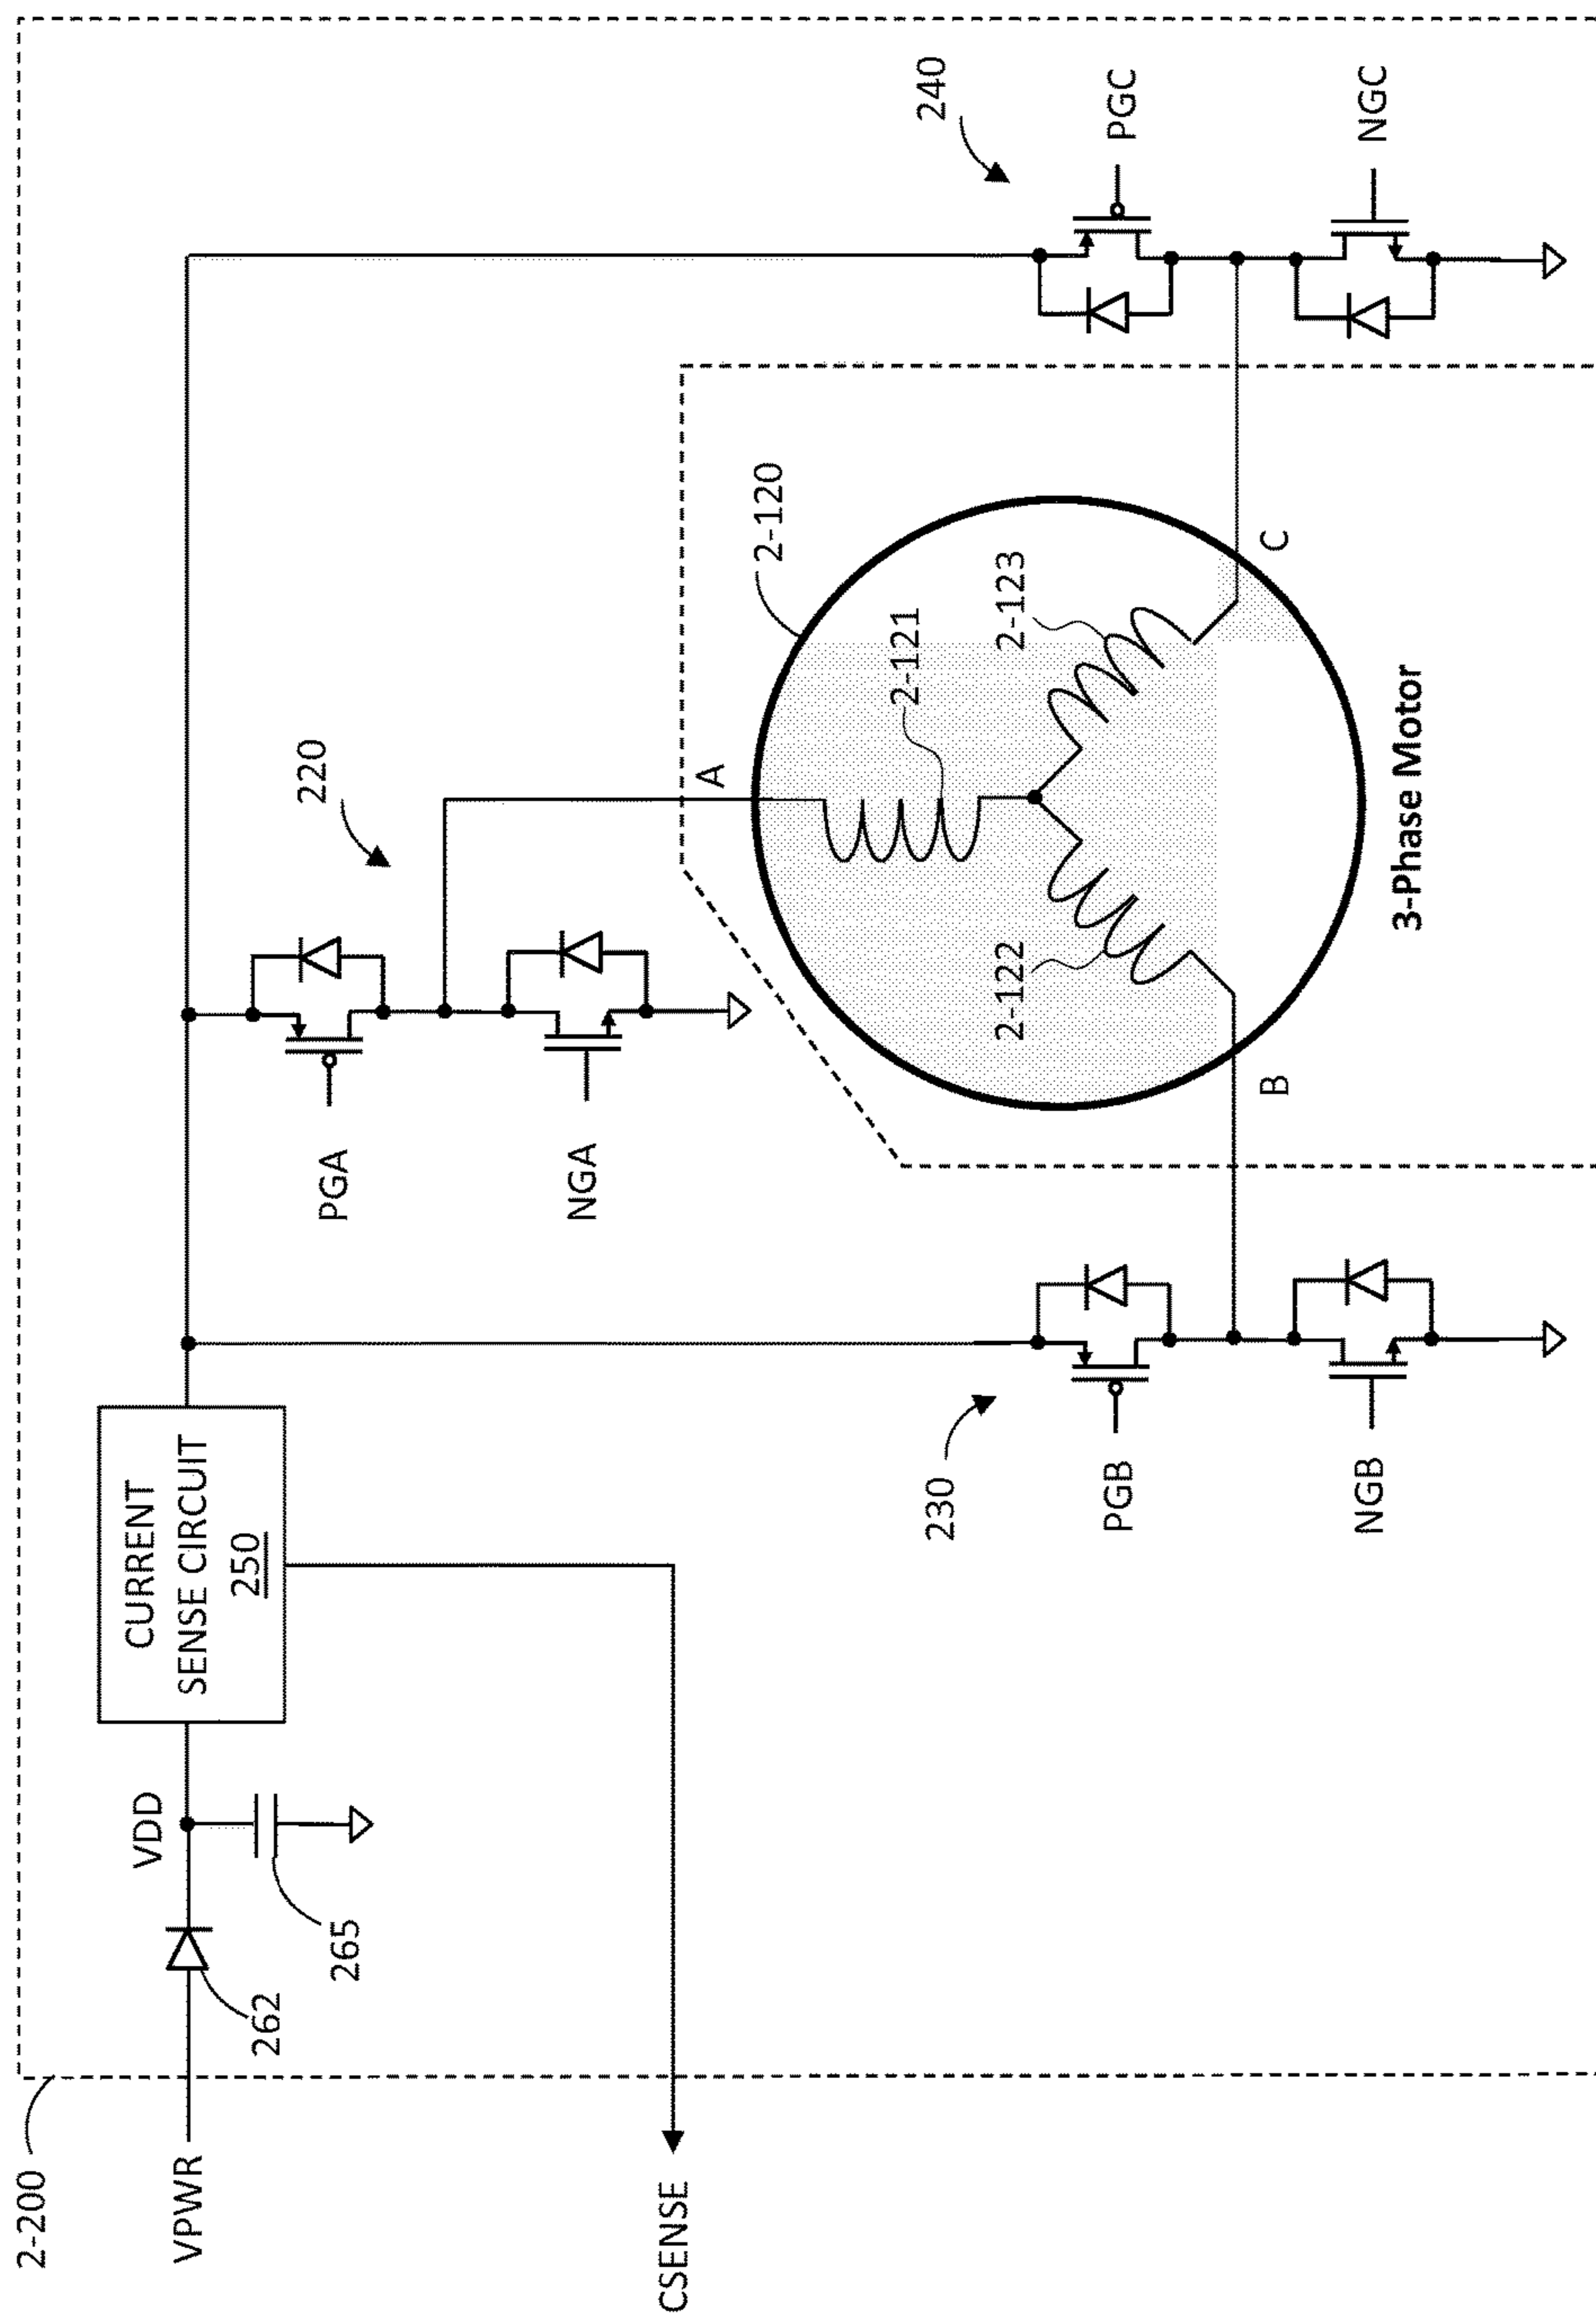 2-200
VPWR
262
VDD
265
CURRENT
SENSE CIRCUIT
250
CSENSE
220
PGA
NGA
230
PGB
NGB
240
PGC
NGC
A
2-120
2-121
2-122
2-123
B
C
3-Phase Motor